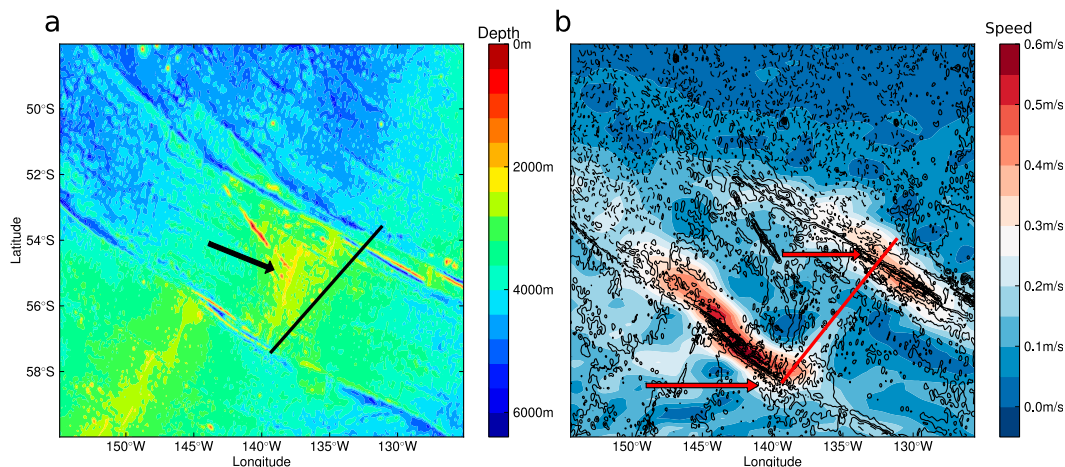 a
Depth
0m
2000m
4000m
6000m
50°S
52°S
54°S
56°S
58°S
Latitude
150°W
145°W
140°W
135°W
130°W
Longitude
b
Speed
0.6m/s
0.5m/s
0.4m/s
0.3m/s
0.2m/s
0.1m/s
0.0m/s
150°W
145°W
140°W
135°W
130°W
Longitude